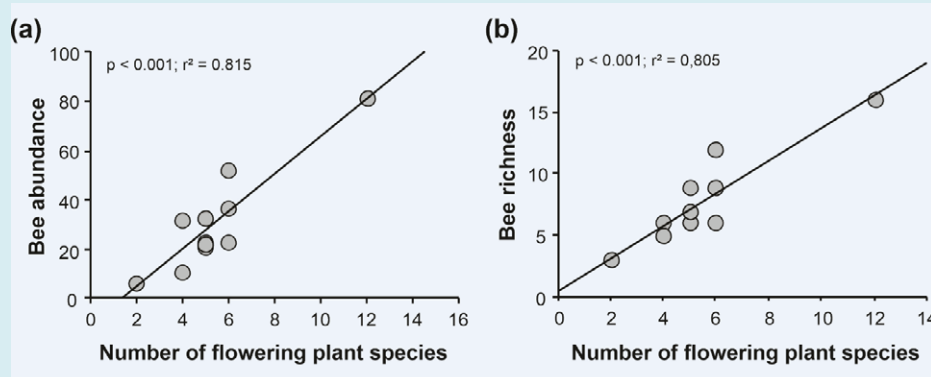 (a)
p < 0.001; r² = 0.815
100
80
60
40
20
0
Bee abundance
0 2 4 6 8 10 12 14 16
Number of flowering plant species
(b)
p < 0.001; r² = 0,805
20
15
10
5
0
Bee richness
0 2 4 6 8 10 12 14
Number of flowering plant species